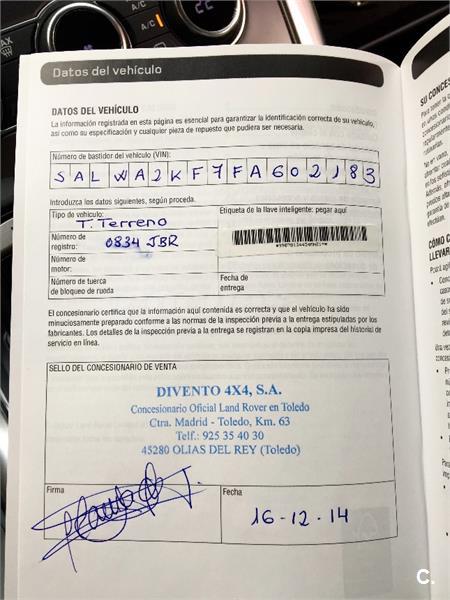 MAX
A/C
A/C
Datos del vehículo
DATOS DEL VEHÍCULO
La información registrada en esta página es esencial para garantizar la identificación correcta de su vehículo,
así como su especificación y cualquier pieza de repuesto que pudiera ser necesaria.
Número de bastidor del vehículo (VIN):
SALWA2KF7FA602183
Introduzca los datos siguientes, según proceda.
Tipo de vehículo: T. Terreno
Etiqueta de la llave inteligente: pegar aquí
Número de registro: 0834 JBR
Número de motor:
Número de tuerca de bloqueo de rueda
Fecha de entrega
El concesionario certifica que la información aquí contenida es correcta y que el vehículo ha sido
minuciosamente preparado conforme a las normas de la inspección previa a la entrega estipuladas por los
fabricantes. Los detalles de la inspección previa a la entrega se registran en la copia impresa del historial de
servicio en línea.
SELLO DEL CONCESIONARIO DE VENTA
DIVENTO 4X4, S.A.
Concesionario Oficial Land Rover en Toledo
Ctra. Madrid - Toledo, Km. 63
Telf.: 925 35 40 30
45280 OLIAS DEL REY (Toledo)
Firma
Fecha
16-12-14
SU CONCES
CÓMO C
LLEVAR
C.